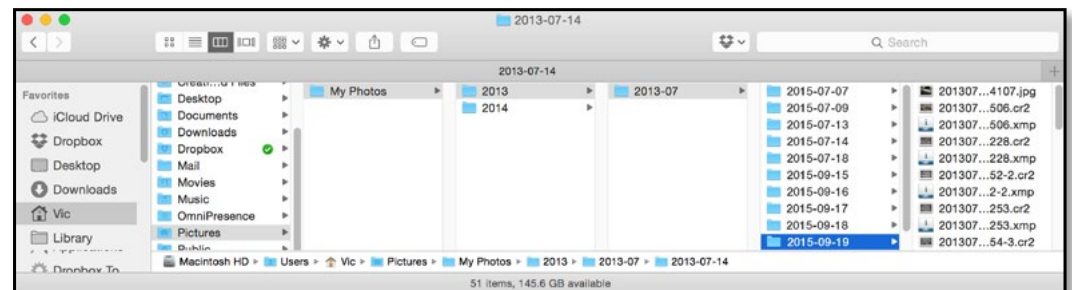 2013-07-14
Search
2013-07-14
Favorites
iCloud Drive
Dropbox
Desktop
Downloads
Vic
Library
Dropbox To
Desktop
Documents
Downloads
Dropbox
Mail
Movies
Music
OmniPresence
Pictures
Public
My Photos
2013
2014
2013-07
2015-07-07
2015-07-09
2015-07-13
2015-07-14
2015-07-18
2015-09-15
2015-09-16
2015-09-17
2015-09-18
2015-09-19
201307...4107.jpg
201307...506.cr2
201307...506.xmp
201307...228.cr2
201307...228.xmp
201307...52-2.cr2
201307...2-2.xmp
201307...253.cr2
201307...253.xmp
201307...54-3.cr2
Macintosh HD ▸ Users ▸ Vic ▸ Pictures ▸ My Photos ▸ 2013 ▸ 2013-07 ▸ 2013-07-14
51 items, 145.6 GB available